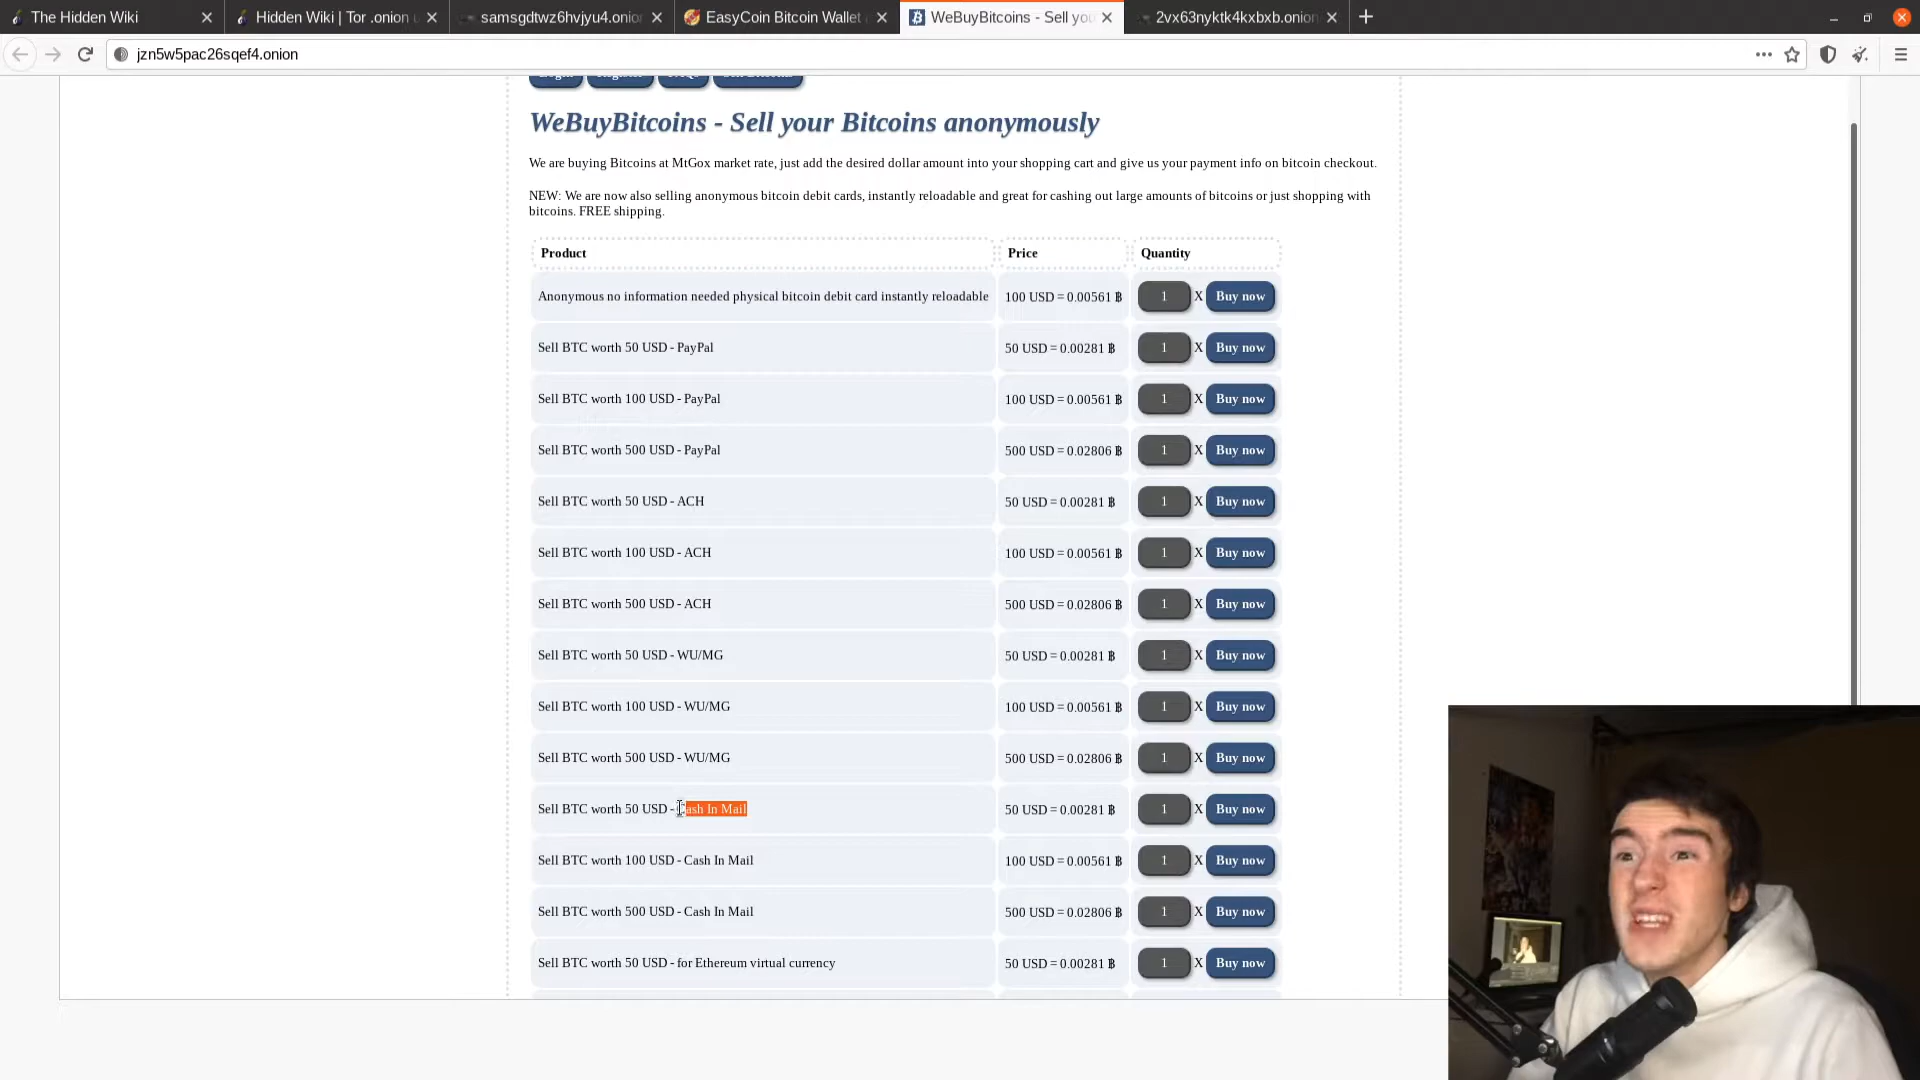 The Hidden Wiki
Hidden Wiki | Tor .onion u
samsgdtwz6hvjyu4.onion
EasyCoin Bitcoin Wallet
WeBuyBitcoins - Sell you
2vx63nyktk4kxbxb.onion
jzn5w5pac26sqef4.onion
WeBuyBitcoins - Sell your Bitcoins anonymously
We are buying Bitcoins at MtGox market rate, just add the desired dollar amount into your shopping cart and give us your payment info on bitcoin checkout.
NEW: We are now also selling anonymous bitcoin debit cards, instantly reloadable and great for cashing out large amounts of bitcoins or just shopping with
bitcoins. FREE shipping.
Product Price Quantity
Anonymous no information needed physical bitcoin debit card instantly reloadable 100 USD = 0.00561 ฿ 1 X Buy now
Sell BTC worth 50 USD - PayPal 50 USD = 0.00281 ฿ 1 X Buy now
Sell BTC worth 100 USD - PayPal 100 USD = 0.00561 ฿ 1 X Buy now
Sell BTC worth 500 USD - PayPal 500 USD = 0.02806 ฿ 1 X Buy now
Sell BTC worth 50 USD - ACH 50 USD = 0.00281 ฿ 1 X Buy now
Sell BTC worth 100 USD - ACH 100 USD = 0.00561 ฿ 1 X Buy now
Sell BTC worth 500 USD - ACH 500 USD = 0.02806 ฿ 1 X Buy now
Sell BTC worth 50 USD - WU/MG 50 USD = 0.00281 ฿ 1 X Buy now
Sell BTC worth 100 USD - WU/MG 100 USD = 0.00561 ฿ 1 X Buy now
Sell BTC worth 500 USD - WU/MG 500 USD = 0.02806 ฿ 1 X Buy now
Sell BTC worth 50 USD - Cash In Mail 50 USD = 0.00281 ฿ 1 X Buy now
Sell BTC worth 100 USD - Cash In Mail 100 USD = 0.00561 ฿ 1 X Buy now
Sell BTC worth 500 USD - Cash In Mail 500 USD = 0.02806 ฿ 1 X Buy now
Sell BTC worth 50 USD - for Ethereum virtual currency 50 USD = 0.00281 ฿ 1 X Buy now